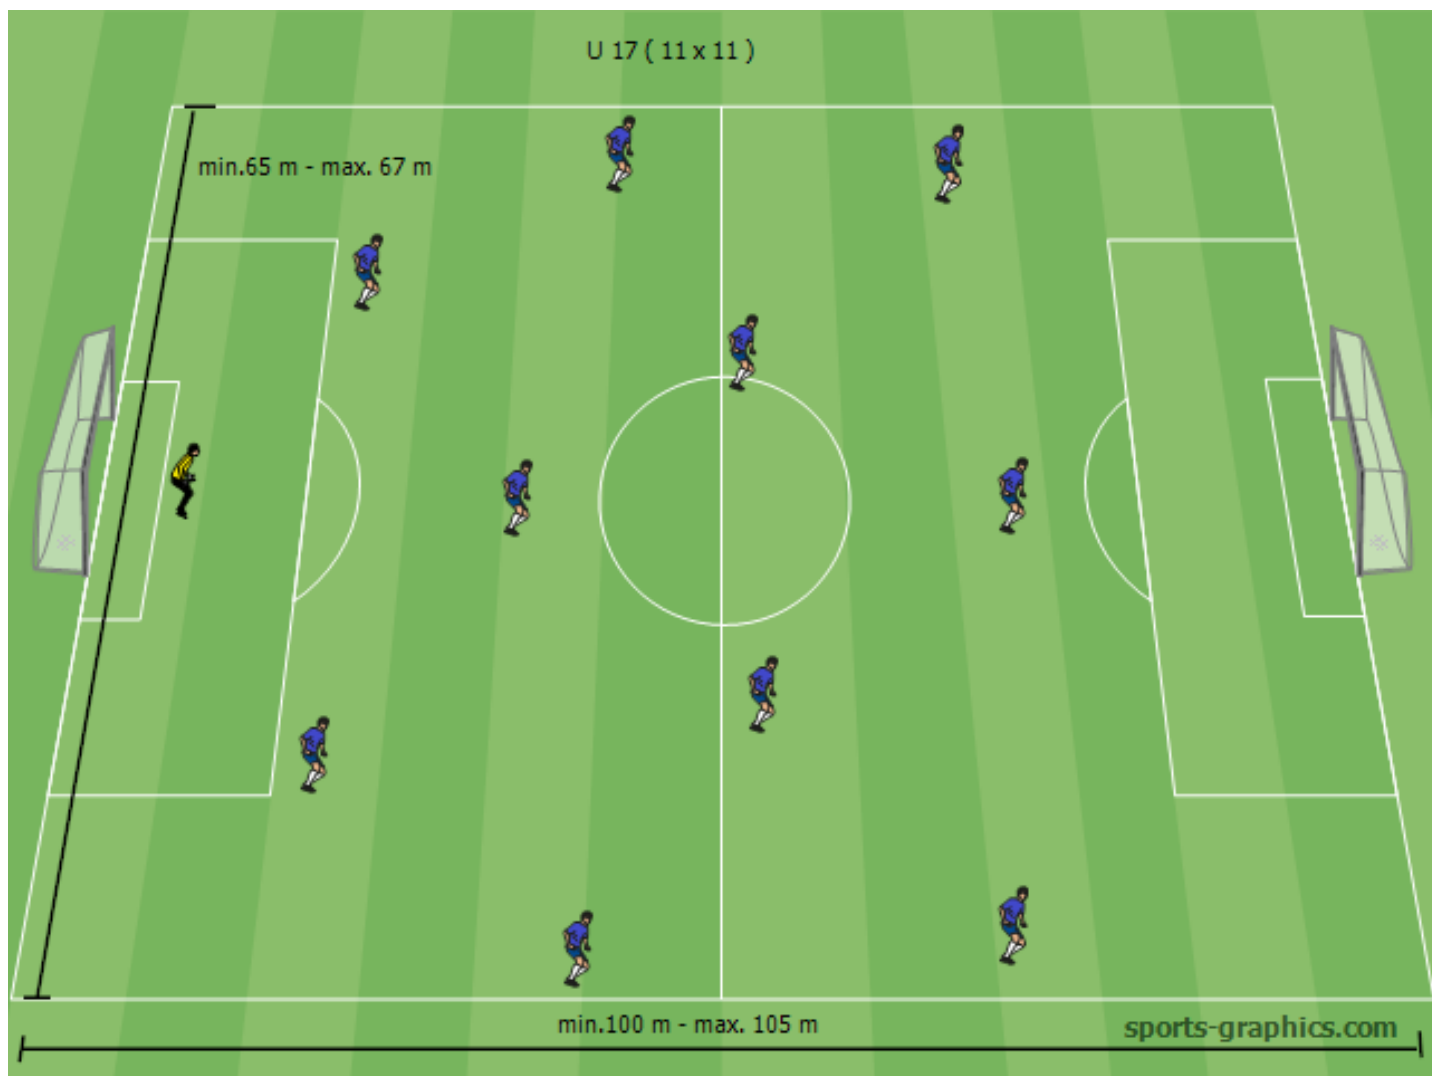 U 17 ( 11 x 11 )
min.65 m - max. 67 m
min.100 m - max. 105 m
sports-graphics.com